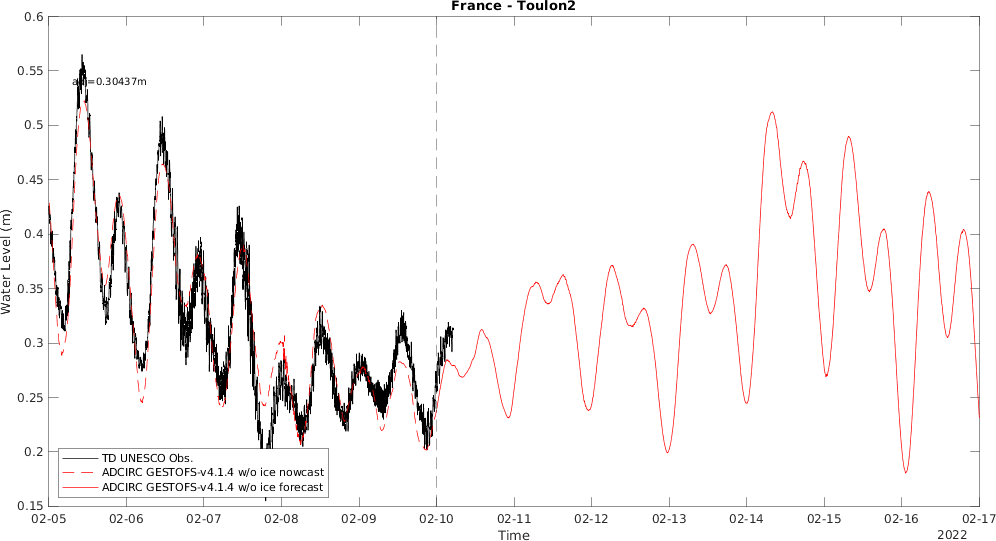 France - Toulon2
0.6
0.55
0.5
0.45
0.4
0.35
0.3
0.25
0.2
0.15
Water Level (m)
=0.30437m
TD UNESCO Obs.
ADCIRC GESTOFS-v4.1.4 w/o ice nowcast
ADCIRC GESTOFS-v4.1.4 w/o ice forecast
02-05 02-06 02-07 02-08 02-09 02-10 02-11 02-12 02-13 02-14 02-15 02-16 02-17
Time
2022